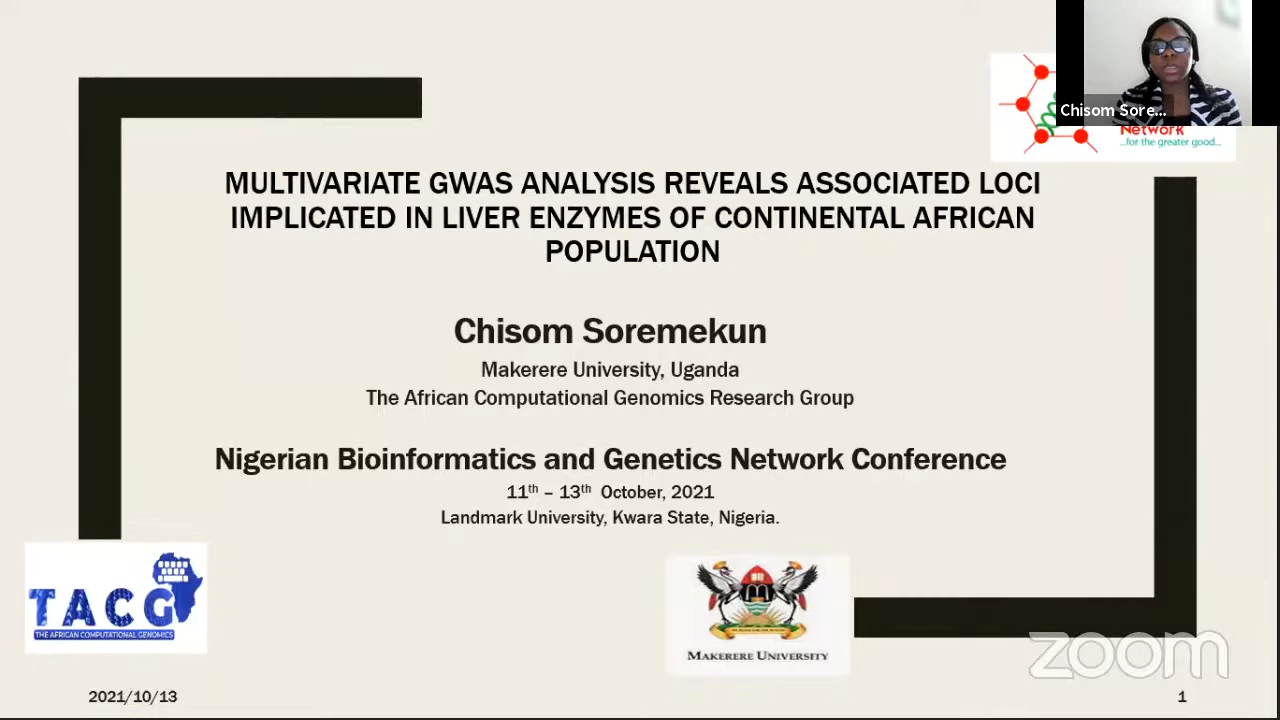 Chisom Sore...
Network
...for the greater good...
MULTIVARIATE GWAS ANALYSIS REVEALS ASSOCIATED LOCI
IMPLICATED IN LIVER ENZYMES OF CONTINENTAL AFRICAN
POPULATION
Chisom Soremekun
Makerere University, Uganda
The African Computational Genomics Research Group
Nigerian Bioinformatics and Genetics Network Conference
11th – 13th October, 2021
Landmark University, Kwara State, Nigeria.
TACG
THE AFRICAN COMPUTATIONAL GENOMICS
MAKERERE UNIVERSITY
zoom
2021/10/13
1